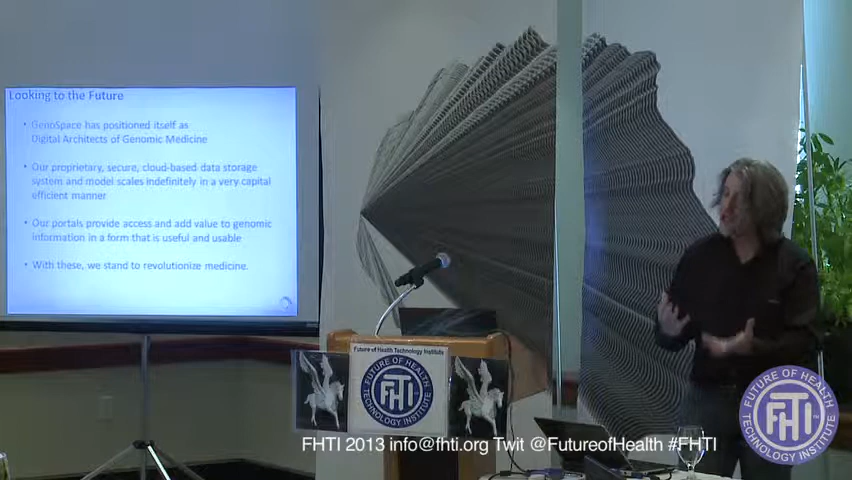 Looking to the Future
• GenoSpace has positioned itself as
Digital Architects of Genomic Medicine
• Our proprietary, secure, cloud-based data storage
system and model scales indefinitely in a very capital
efficient manner
• Our portals provide access and add value to genomic
information in a form that is useful and usable
• With these, we stand to revolutionize medicine.
Future of Health Technology Institute
FUTURE OF HEALTH
FHTI
TECHNOLOGY INSTITUTE
FHTI 2013 info@fhti.org Twit @FutureofHealth #FHTI
FUTURE OF HEALTH
FHTI
TM
TECHNOLOGY INSTITUTE